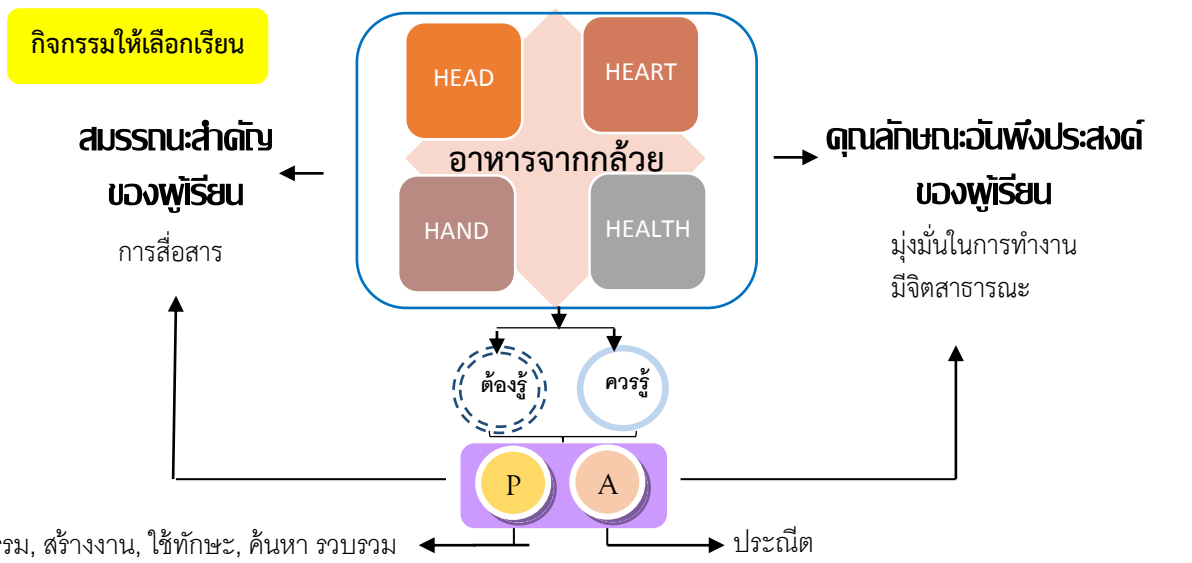 กิจกรรมให้เลือกเรียน
HEAD
HEART
อาหารจากกล้วย
HAND
HEALTH
สมรรถนะสำคัญ
ของผู้เรียน
การสื่อสาร
คุณลักษณะอันพึงประสงค์
ของผู้เรียน
มุ่งมั่นในการทำงาน
มีจิตสาธารณะ
ต้องรู้
ควรรู้
P
A
สร้างงาน, ใช้ทักษะ, ค้นหา รวบรวม
ประณีต